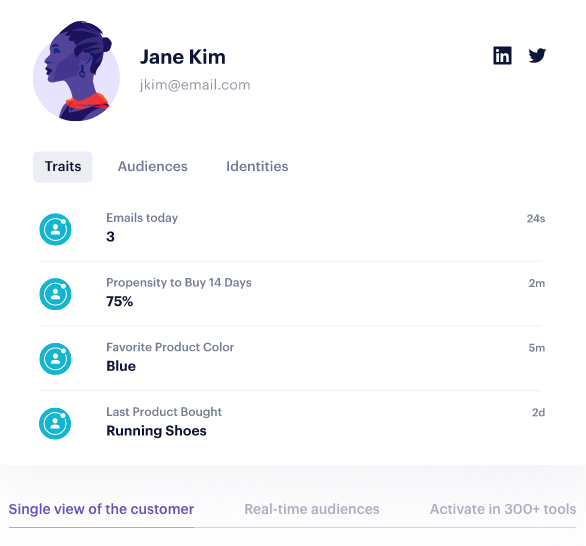 Jane Kim
jkim@email.com
Traits
Audiences
Identities
Emails today
24s
3
Propensity to Buy 14 Days
2m
75%
Favorite Product Color
5m
Blue
Last Product Bought
2d
Running Shoes
Single view of the customer
Real-time audiences
Activate in 300+ tools